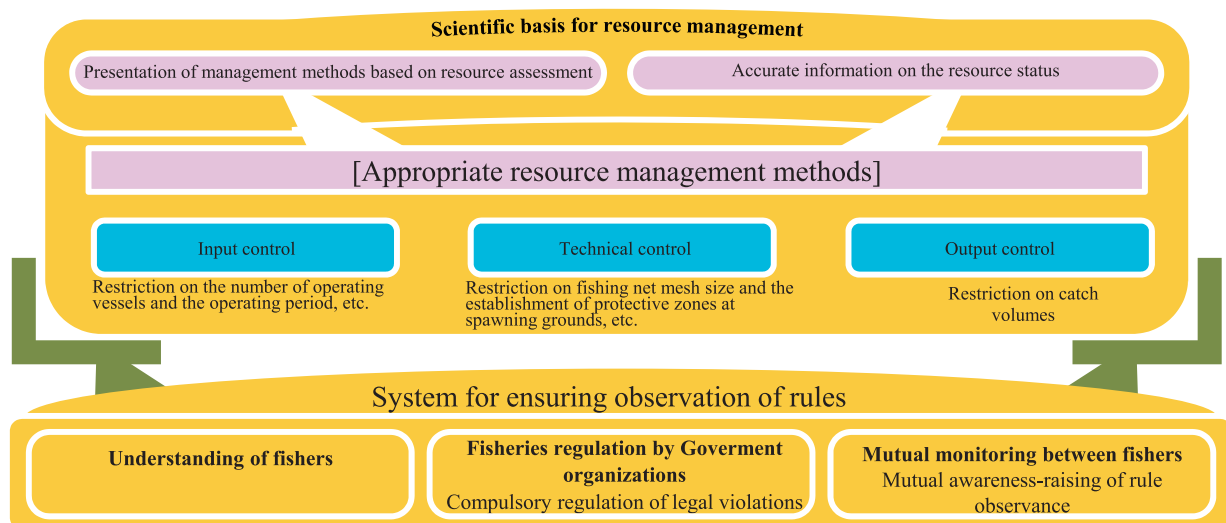 Scientific basis for resource management
Presentation of management methods based on resource assessment
Accurate information on the resource status
[Appropriate resource management methods]
Input control
Restriction on the number of operating
vessels and the operating period, etc.
Technical control
Restriction on fishing net mesh size and the
establishment of protective zones at
spawning grounds, etc.
Output control
Restriction on catch
volumes
System for ensuring observation of rules
Understanding of fishers
Fisheries regulation by Goverment
organizations
Compulsory regulation of legal violations
Mutual monitoring between fishers
Mutual awareness-raising of rule
observance